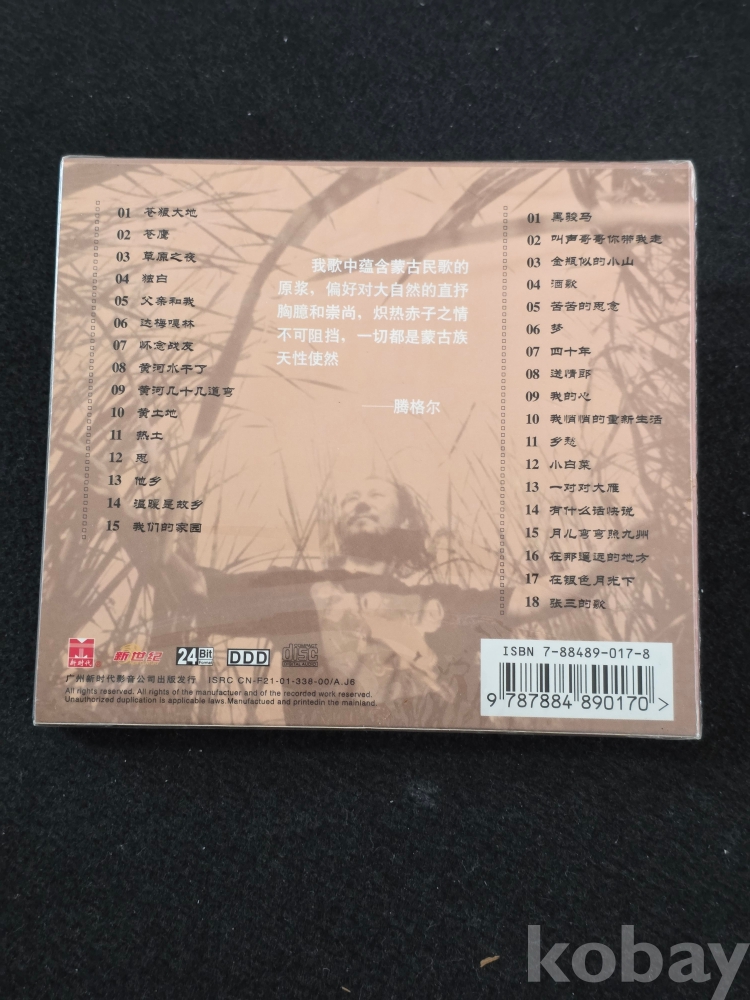 01 苍狼大地
02 苍鹰
03 草原之夜
04 独白
05 父亲和我
06 达梅嘎林
07 怀念战友
08 黄河水干了
09 黄河几十几道弯
10 黄土地
11 热土
12 思
13 他乡
14 温暖是故乡
15 我们的家园
我歌中蕴含蒙古民歌的
原浆，偏好对大自然的直抒
胸臆和崇尚，炽热赤子之情
不可阻挡，一切都是蒙古族
天性使然
——腾格尔
01 黑骏马
02 叫声哥哥你带我走
03 金瓶似的小山
04 酒歌
05 苦苦的思念
06 梦
07 四十年
08 送情郎
09 我的心
10 我悄悄的重新生活
11 乡愁
12 小白菜
13 一对对大雁
14 有什么话快说
15 月儿弯弯照九州
16 在那遥远的地方
17 在银色月光下
18 张三的歌
新时代
新世纪
24 Bit
DDD
COMPACT
disc
广州新时代影音公司出版发行 ISRC CN-F21-01-338-00/A.J6
All rights reserved. All rights of the manufactuer and of the recorded work reserved.
Unauthorized duplication is applicable laws.Manufactued and printedin the mainland.
ISBN 7-88489-017-8
9 787884 890170 >
kobay